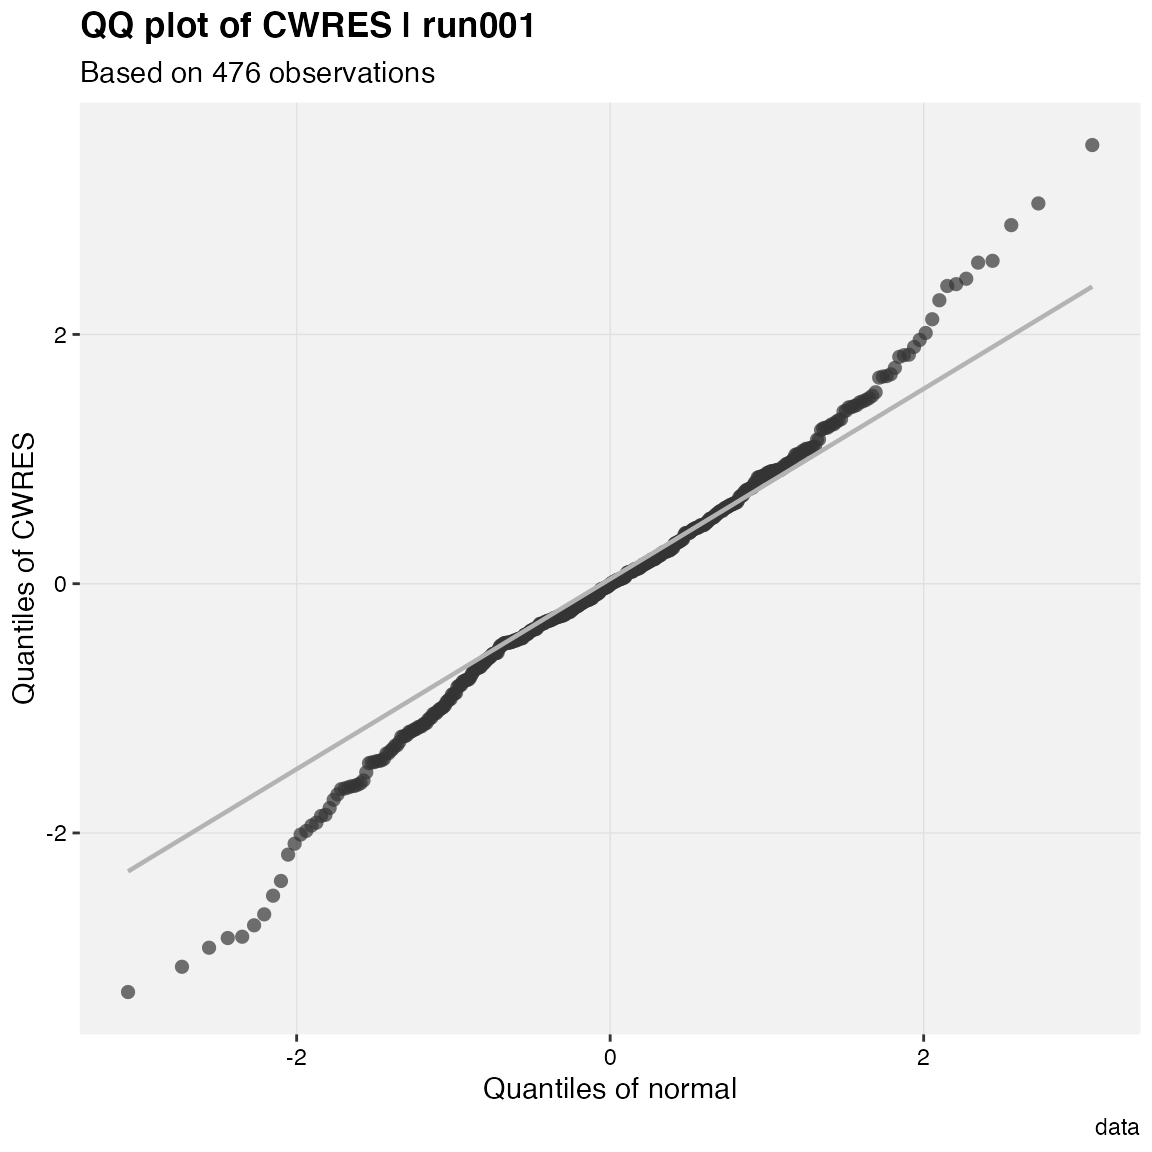 QQ plot of CWRES | run001
Based on 476 observations
2
0
-2
Quantiles of CWRES
-2
0
2
Quantiles of normal
data